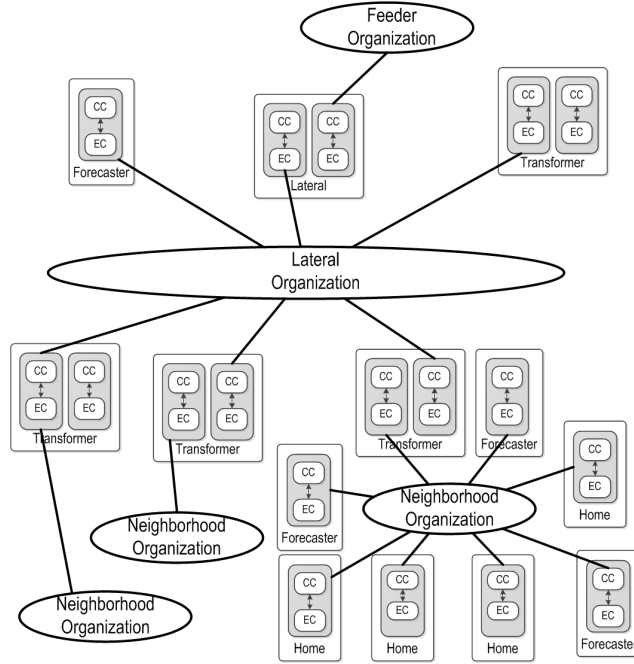 Feeder
Organization
CC
EC
Forecaster
CC CC
EC EC
Lateral
CC CC
EC EC
Transformer
Lateral
Organization
CC CC
EC EC
Transformer
CC CC
EC EC
Transformer
CC CC
EC EC
Transformer
CC
EC
Forecaster
CC
EC
Home
CC
EC
Forecaster
Neighborhood
Organization
Neighborhood
Organization
Neighborhood
Organization
CC
EC
Home
CC
EC
Home
CC
EC
Home
CC
EC
Forecaster